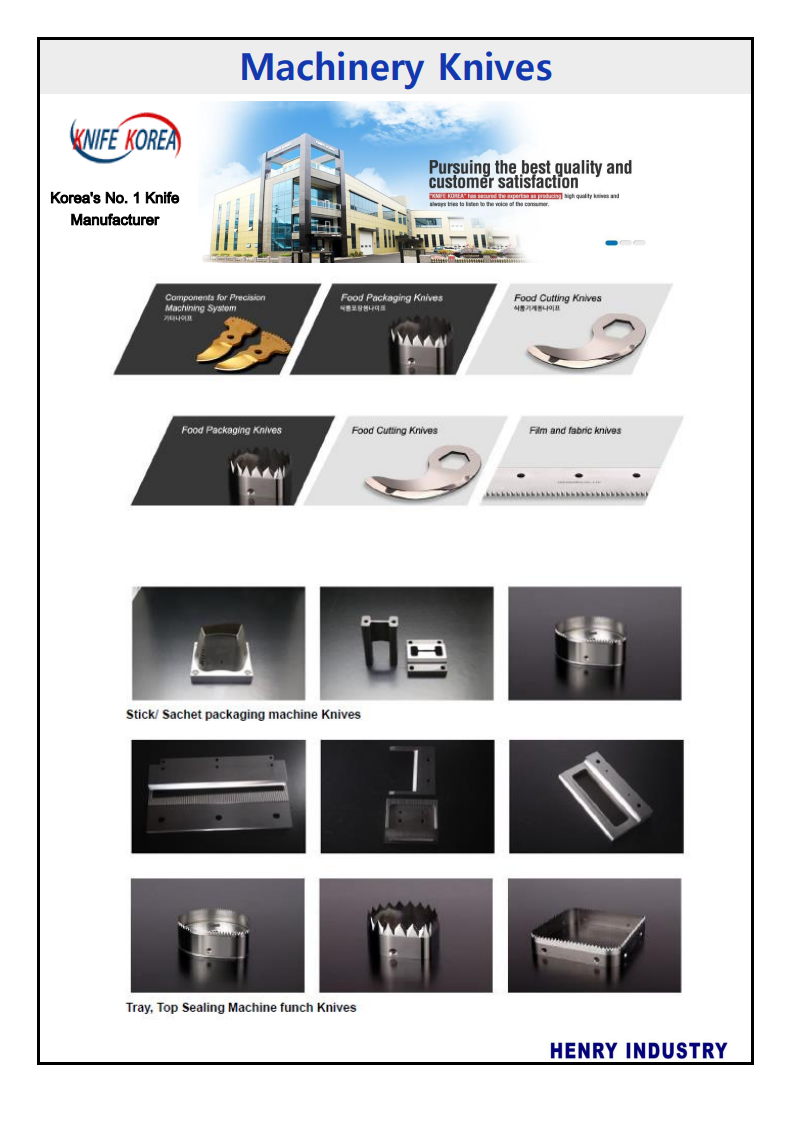 Machinery Knives
KNIFE KOREA
Korea's No. 1 Knife
Manufacturer
Pursuing the best quality and
customer satisfaction
"KNIFE KOREA" has secured the expertise as producing high quality knives and
always tries to listen to the voice of the consumer.
Components for Precision
Machining System
기타나이프
Food Packaging Knives
식품포장용나이프
Food Cutting Knives
식품기계용나이프
Food Packaging Knives
Food Cutting Knives
Film and fabric knives
Stick/ Sachet packaging machine Knives
Tray, Top Sealing Machine funch Knives
HENRY INDUSTRY